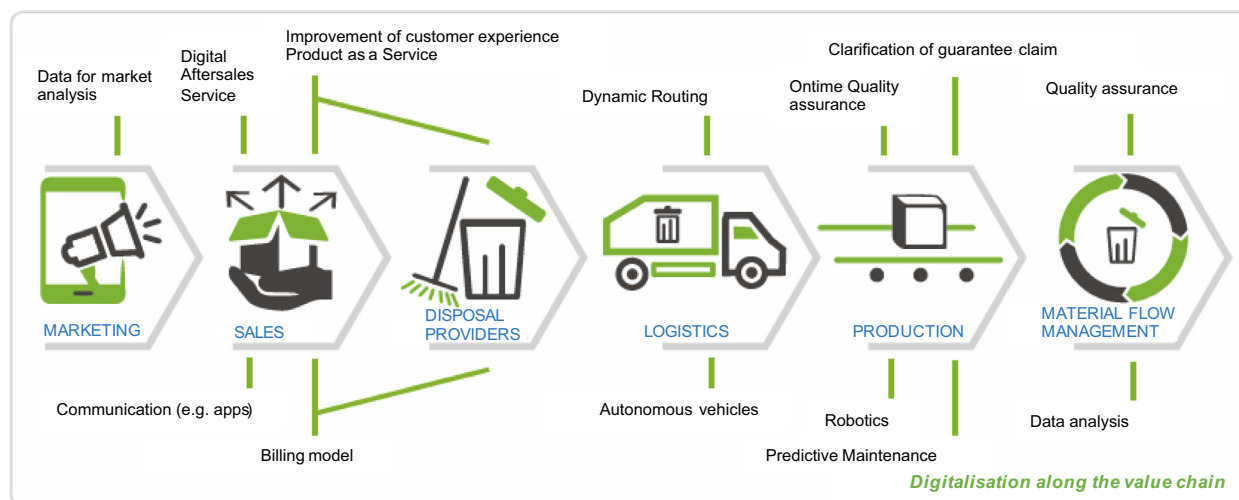 Improvement of customer experience
Product as a Service
Clarification of guarantee claim
Digital
Aftersales
Service
Data for market
analysis
Dynamic Routing
Ontime Quality
assurance
Quality assurance
MARKETING
SALES
DISPOSAL
PROVIDERS
LOGISTICS
PRODUCTION
MATERIAL FLOW
MANAGEMENT
Communication (e.g. apps)
Autonomous vehicles
Robotics
Data analysis
Billing model
Predictive Maintenance
Digitalisation along the value chain